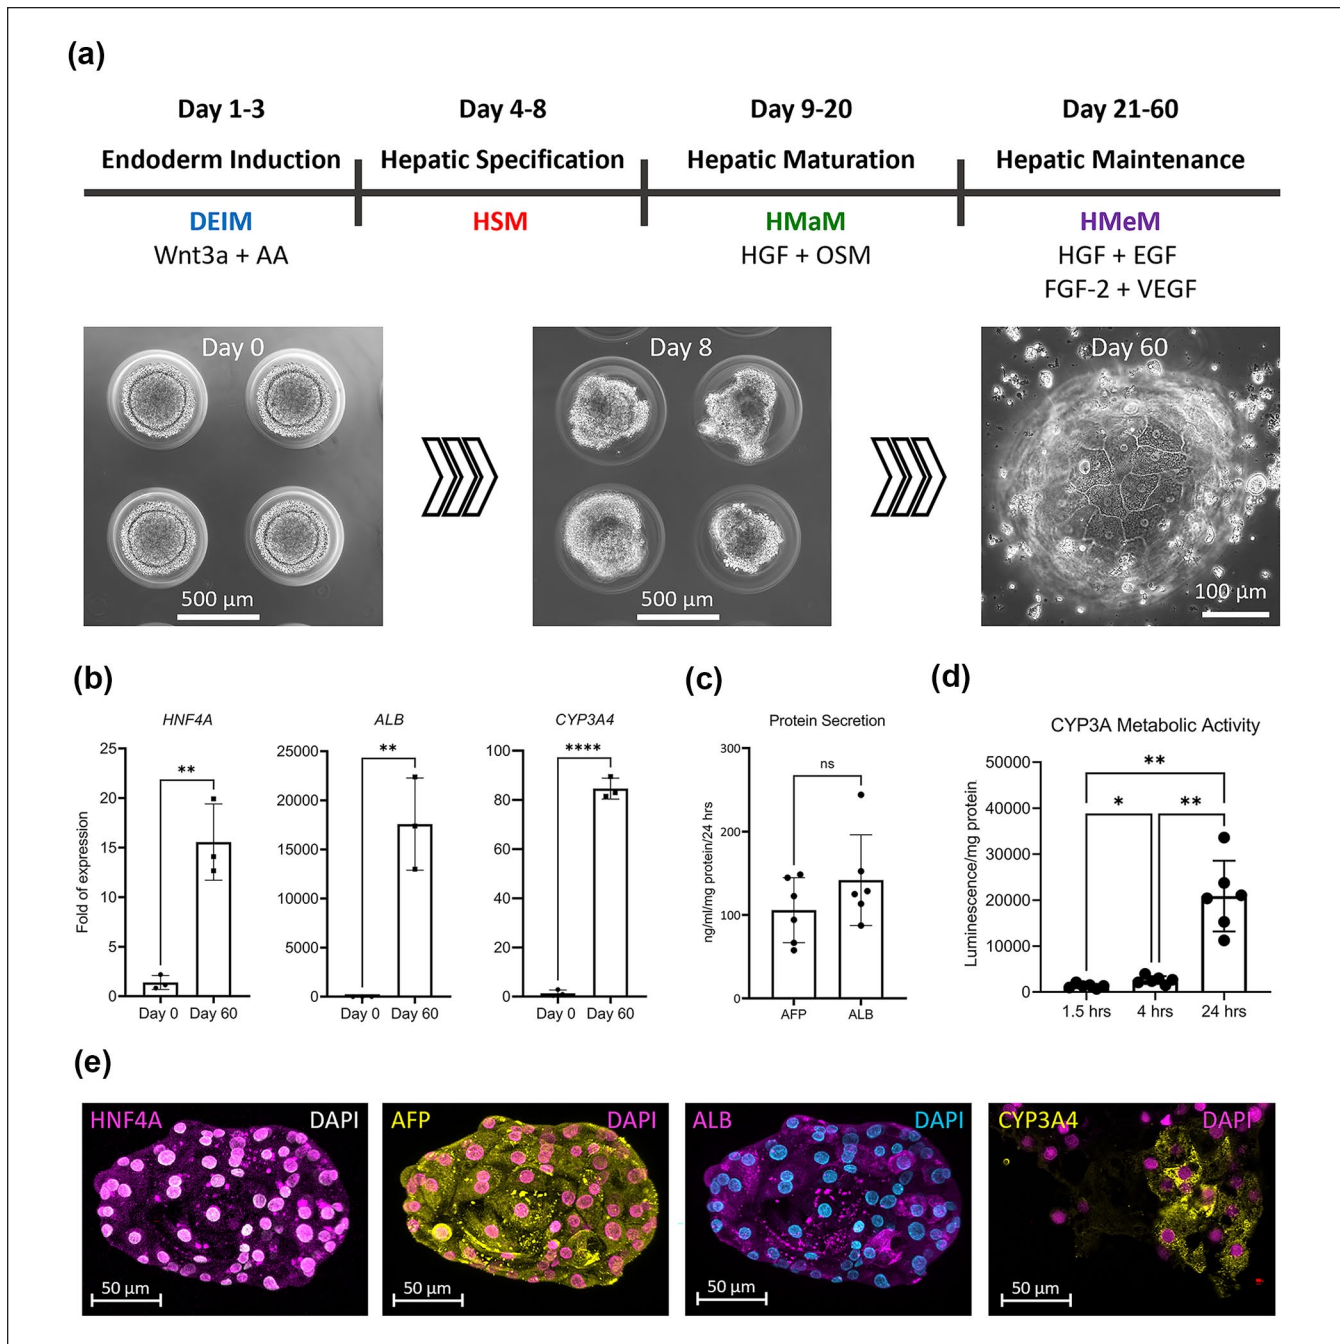 (a)
Day 1-3 Day 4-8 Day 9-20 Day 21-60
Endoderm Induction Hepatic Specification Hepatic Maturation Hepatic Maintenance
DEIM HSM HMaM HMeM
Wnt3a + AA HGF + OSM HGF + EGF
FGF-2 + VEGF
Day 0 Day 8 Day 60
500 µm 500 µm 100 µm
(b)
HNF4A
Fold of expression
25
20
15
10
5
0
**
Day 0 Day 60
ALB
25000
20000
15000
10000
5000
0
**
Day 0 Day 60
CYP3A4
100
80
60
40
20
0
****
Day 0 Day 60
(c)
Protein Secretion
ng/ml/mg protein/24 hrs
300
200
100
0
ns
AFP ALB
(d)
CYP3A Metabolic Activity
Luminescence/mg protein
50000
40000
30000
20000
10000
0
**
* **
1.5 hrs 4 hrs 24 hrs
(e)
HNF4A DAPI AFP DAPI ALB DAPI CYP3A4 DAPI
50 µm 50 µm 50 µm 50 µm